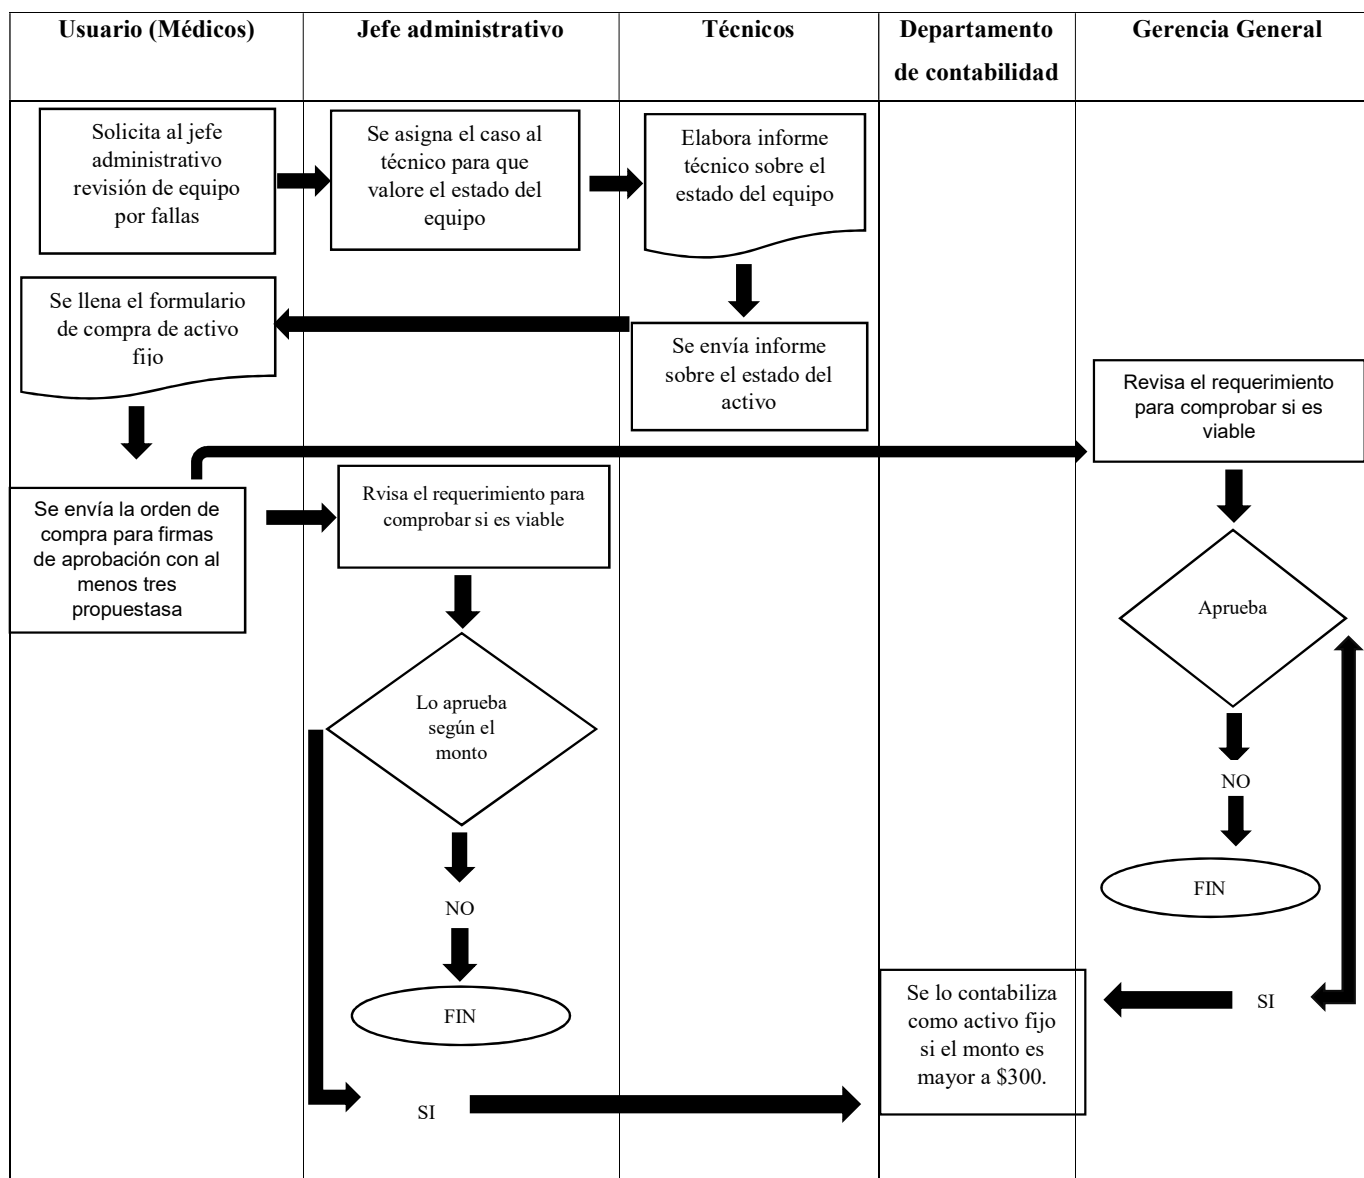 Usuario (Médicos)
Jefe administrativo
Técnicos
Departamento
de contabilidad
Gerencia General
Solicita al jefe
administrativo
revisión de equipo
por fallas
Se asigna el caso al
técnico para que
valore el estado del
equipo
Elabora informe
técnico sobre el
estado del equipo
Se llena el formulario
de compra de activo
fijo
Se envía informe
sobre el estado del
activo
Revisa el requerimiento
para comprobar si es
viable
Se envía la orden de
compra para firmas
de aprobación con al
menos tres
propuestasa
Rvisa el requerimiento para
comprobar si es viable
Aprueba
Lo aprueba
según el
monto
NO
FIN
NO
FIN
Se lo contabiliza
como activo fijo
si el monto es
mayor a $300.
SI
SI